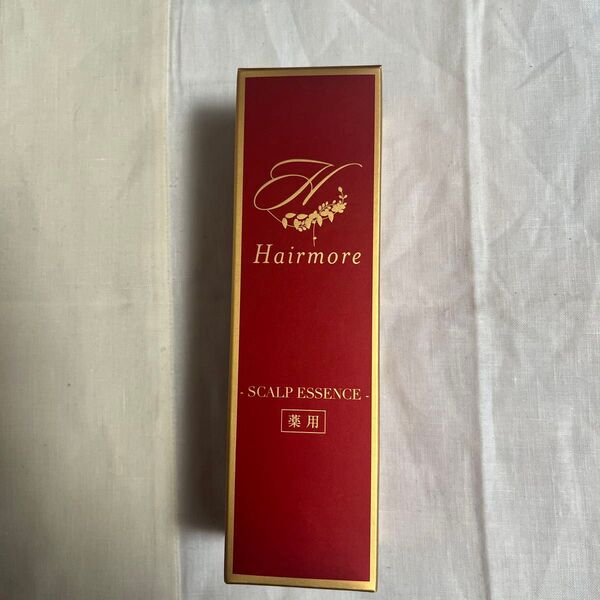 H
Hairmore
- SCALP ESSENCE -
薬用